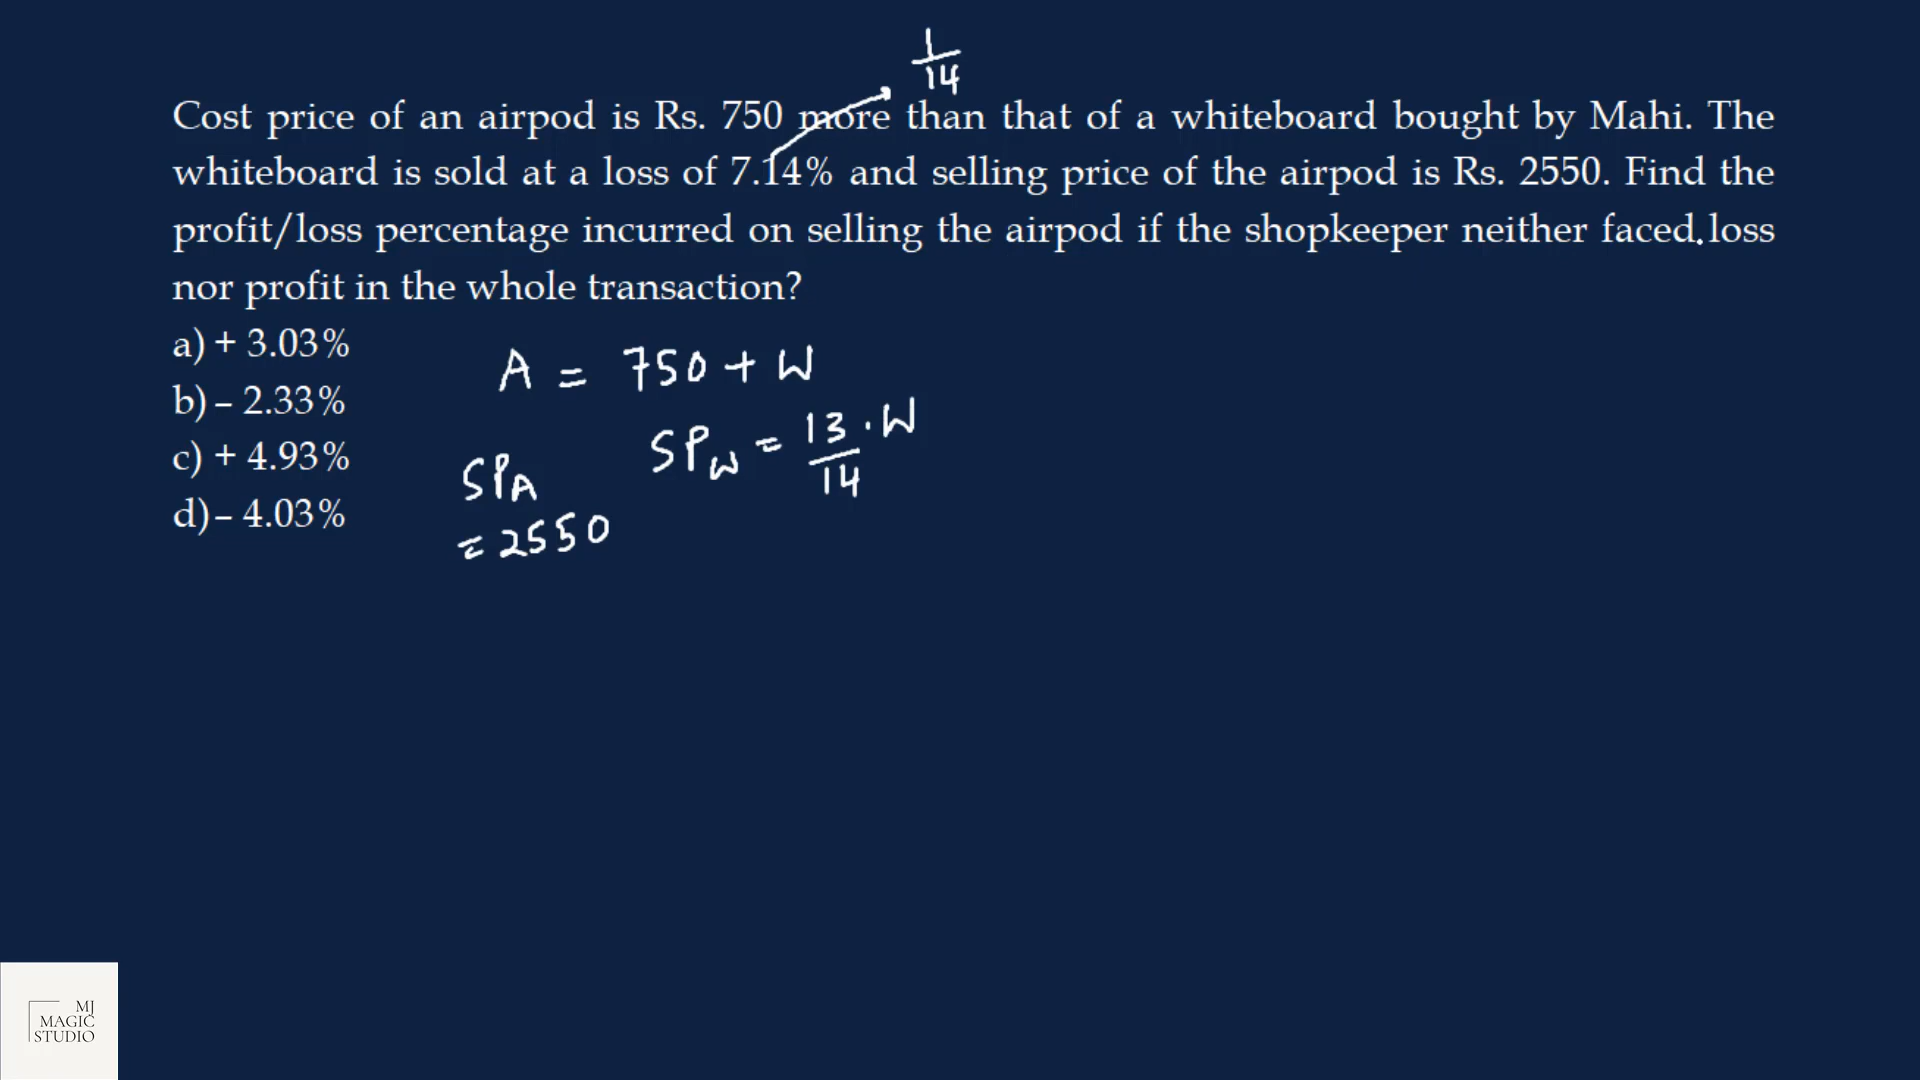 1
14
Cost price of an airpod is Rs. 750 more than that of a whiteboard bought by Mahi. The
whiteboard is sold at a loss of 7.14% and selling price of the airpod is Rs. 2550. Find the
profit/loss percentage incurred on selling the airpod if the shopkeeper neither faced loss
nor profit in the whole transaction?
a) + 3.03%
b) – 2.33%
c) + 4.93%
d) – 4.03%
A = 750 + W
SPW = 13/14 . W
SPA
= 2550
MJ
MAGIC
STUDIO